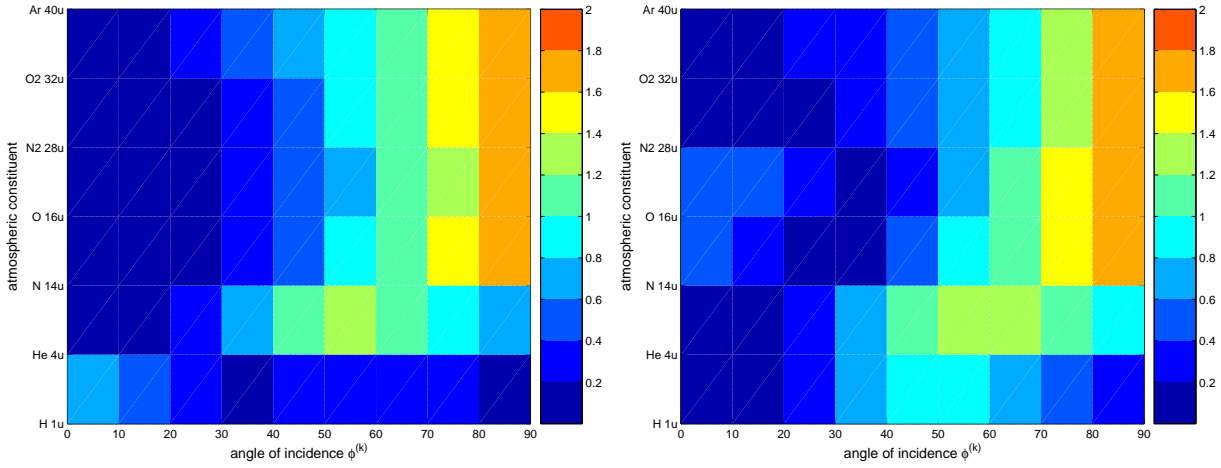 Ar 40u
O2 32u
N2 28u
O 16u
N 14u
He 4u
H 1u
atmospheric constituent
0 10 20 30 40 50 60 70 80 90
angle of incidence ϕ(k)
2
1.8
1.6
1.4
1.2
1
0.8
0.6
0.4
0.2
Ar 40u
O2 32u
N2 28u
O 16u
N 14u
He 4u
H 1u
atmospheric constituent
0 10 20 30 40 50 60 70 80 90
angle of incidence ϕ(k)
2
1.8
1.6
1.4
1.2
1
0.8
0.6
0.4
0.2